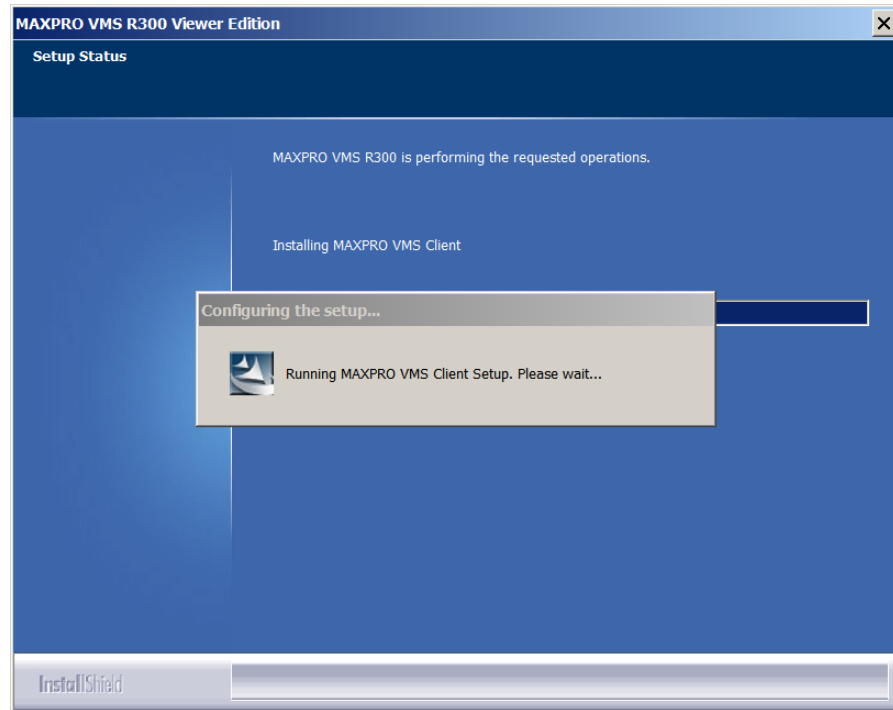 MAXPRO VMS R300 Viewer Edition
Setup Status
MAXPRO VMS R300 is performing the requested operations.
Installing MAXPRO VMS Client
Configuring the setup...
Running MAXPRO VMS Client Setup. Please wait...
InstallShield